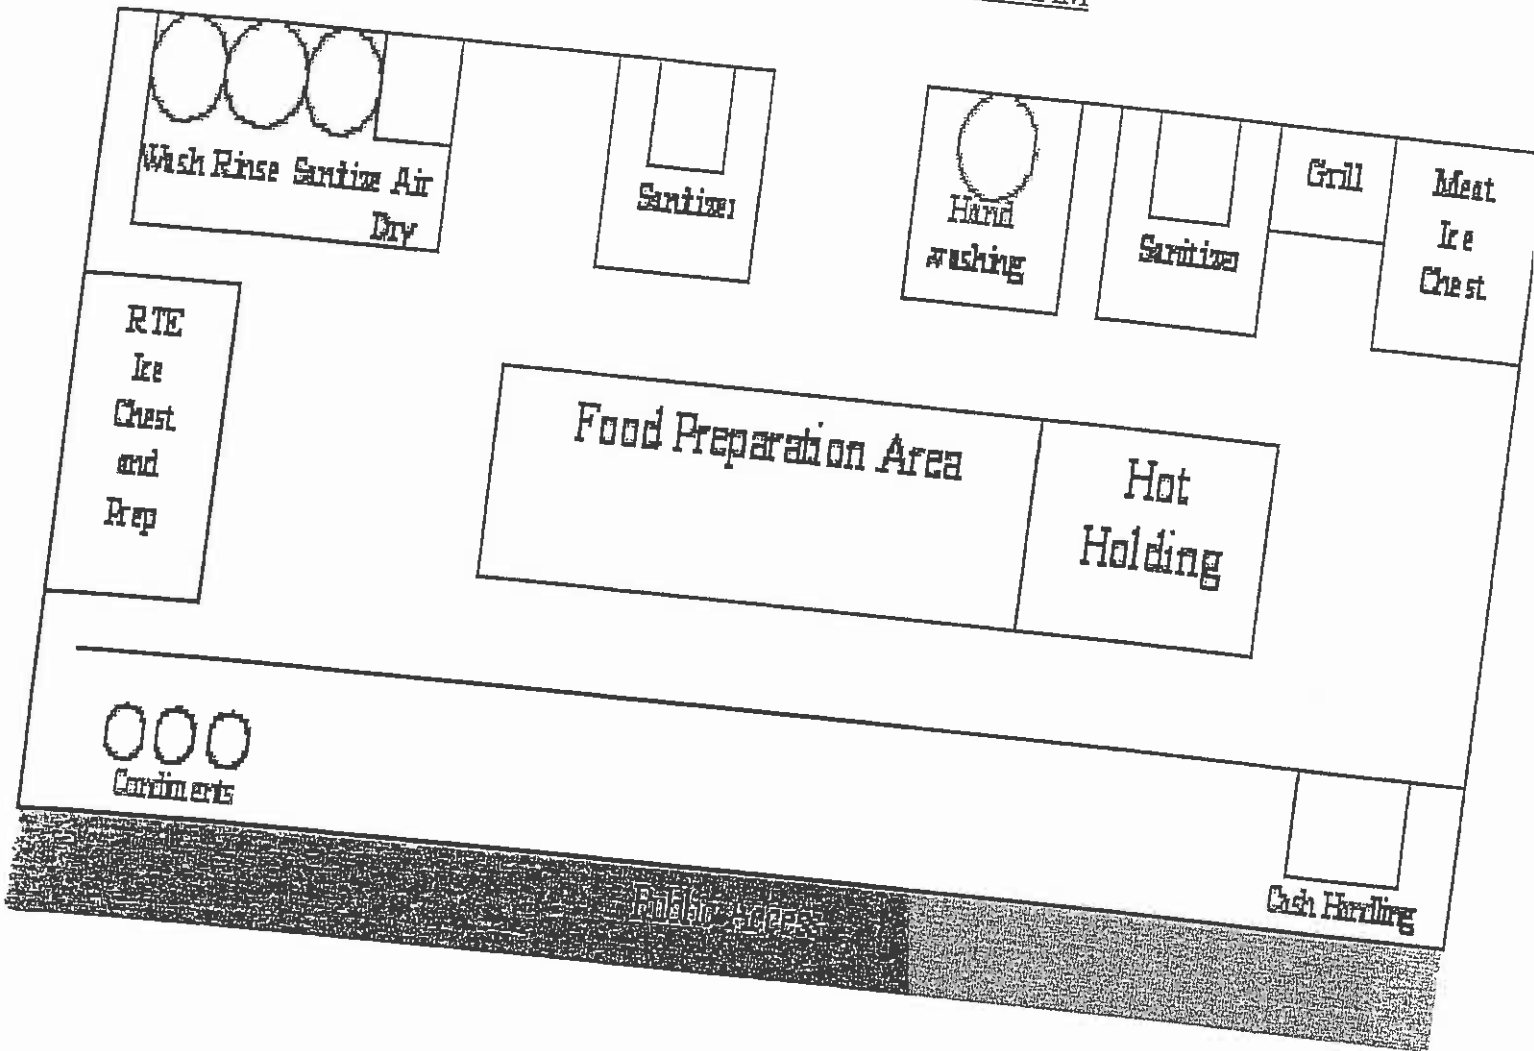 Wash Rinse Sanitize Air
Dry
Sanitizer
Hand
washing
Sanitizer
Grill
Meat
Ice
Chest
RTE
Ice
Chest
and
Prep
Food Preparation Area
Hot
Holding
Condiments
Cash Handling
Public Access